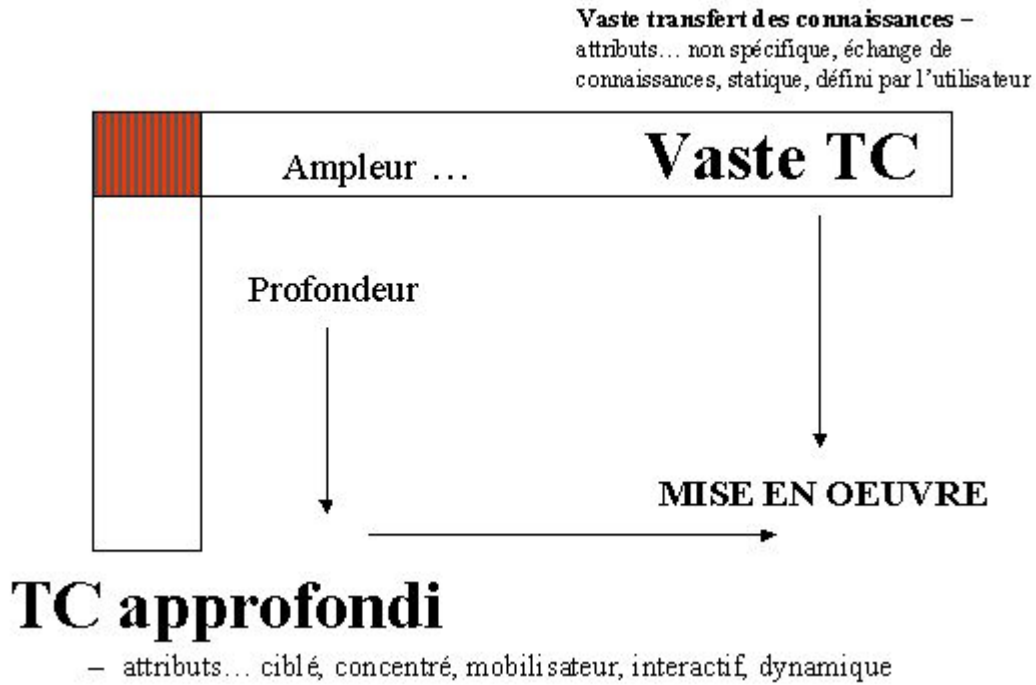 Vaste transfert des connaissances –
attributs… non spécifique, échange de
connaissances, statique, défini par l'utilisateur
Ampleur … Vaste TC
Profondeur
MISE EN OEUVRE
TC approfondi
– attributs… ciblé, concentré, mobilisateur, interactif, dynamique